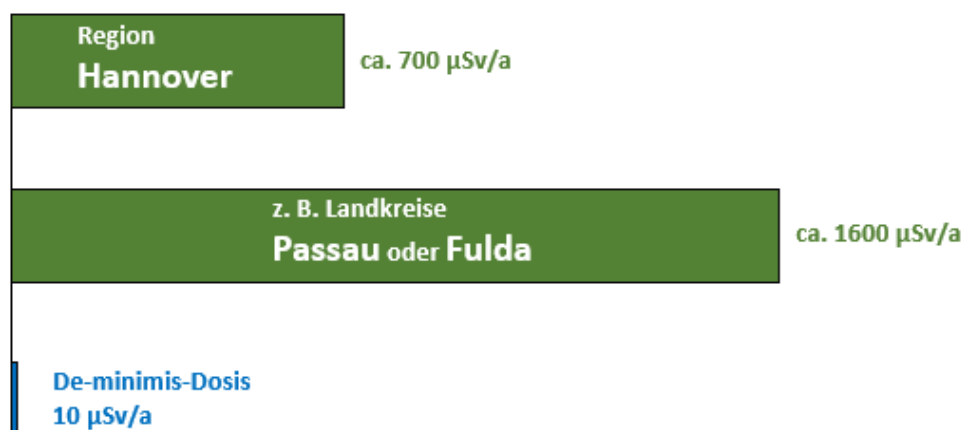 Region
Hannover
ca. 700 µSv/a
z. B. Landkreise
Passau oder Fulda
ca. 1600 µSv/a
De-minimis-Dosis
10 µSv/a